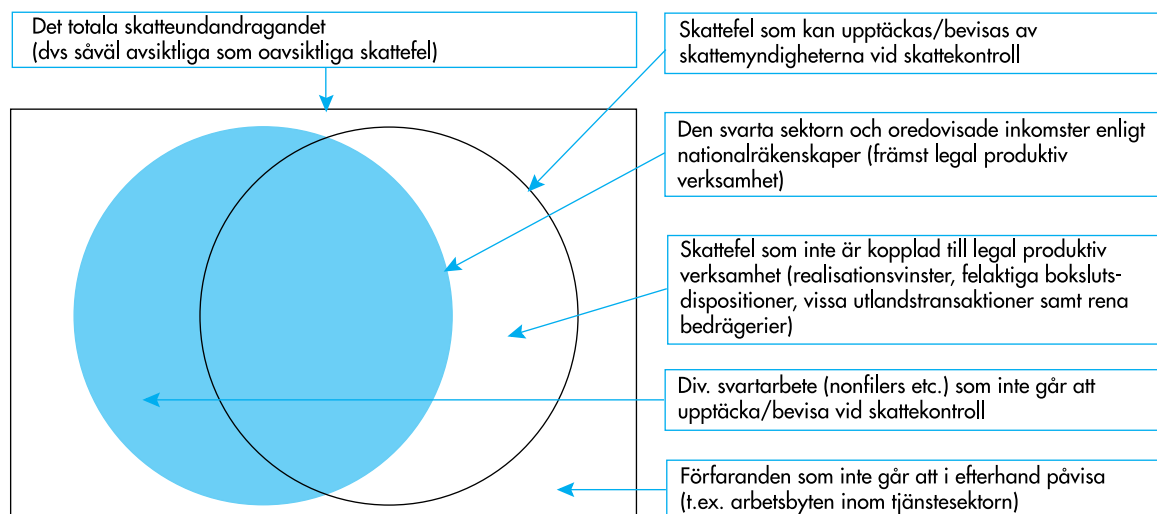 Det totala skatteundandragandet
(dvs såväl avsiktliga som oavsiktliga skattefel)
Skattefel som kan upptäckas/bevisas av
skattemyndigheterna vid skattekontroll
Den svarta sektorn och oredovisade inkomster enligt
nationalräkenskaper (främst legal produktiv
verksamhet)
Skattefel som inte är kopplad till legal produktiv
verksamhet (realisationsvinster, felaktiga boksluts-
dispositioner, vissa utlandstransaktioner samt rena
bedrägerier)
Div. svartarbete (nonfilers etc.) som inte går att
upptäcka/bevisa vid skattekontroll
Förfaranden som inte går att i efterhand påvisa
(t.ex. arbetsbyten inom tjänstesektorn)